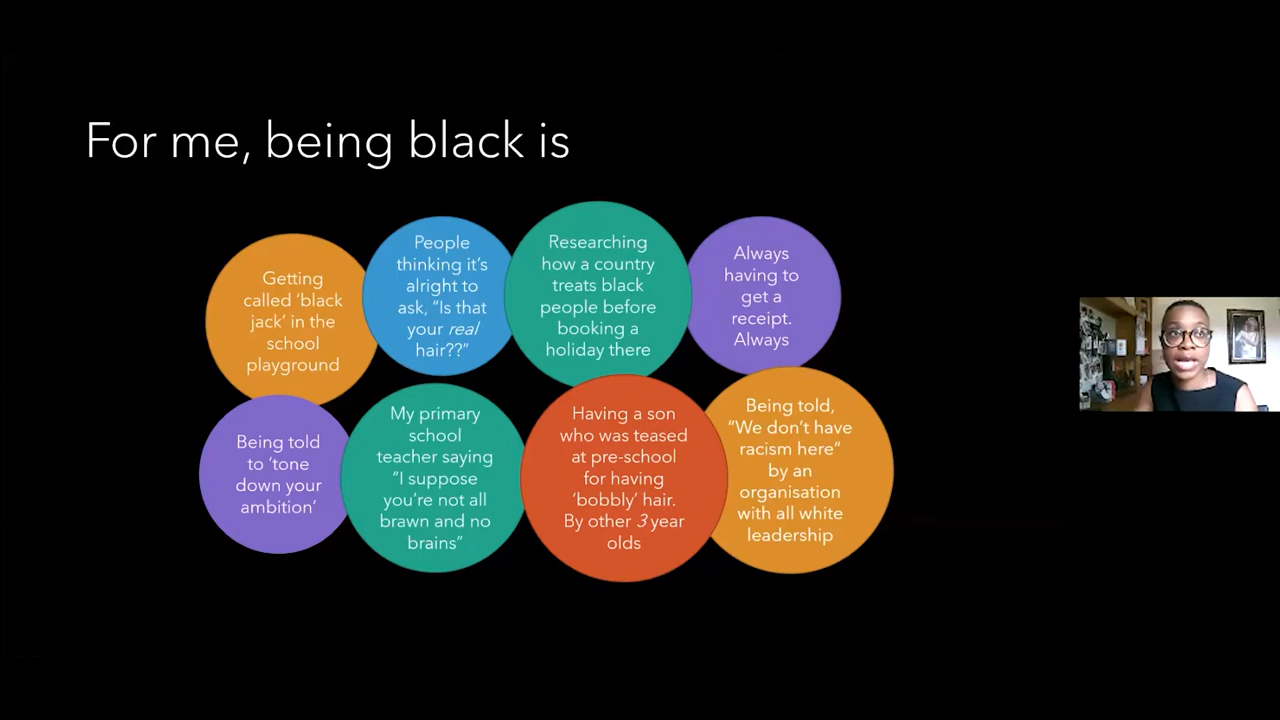 For me, being black is
Getting
called ‘black
jack’ in the
school
playground
People
thinking it’s
alright to
ask, “Is that
your real
hair??”
Researching
how a country
treats black
people before
booking a
holiday there
Always
having to
get a
receipt.
Always
Being told
to ‘tone
down your
ambition’
My primary
school
teacher saying
“I suppose
you’re not all
brawn and no
brains”
Having a son
who was teased
at pre-school
for having
‘bobbly’ hair.
By other 3 year
olds
Being told,
“We don’t have
racism here”
by an
organisation
with all white
leadership